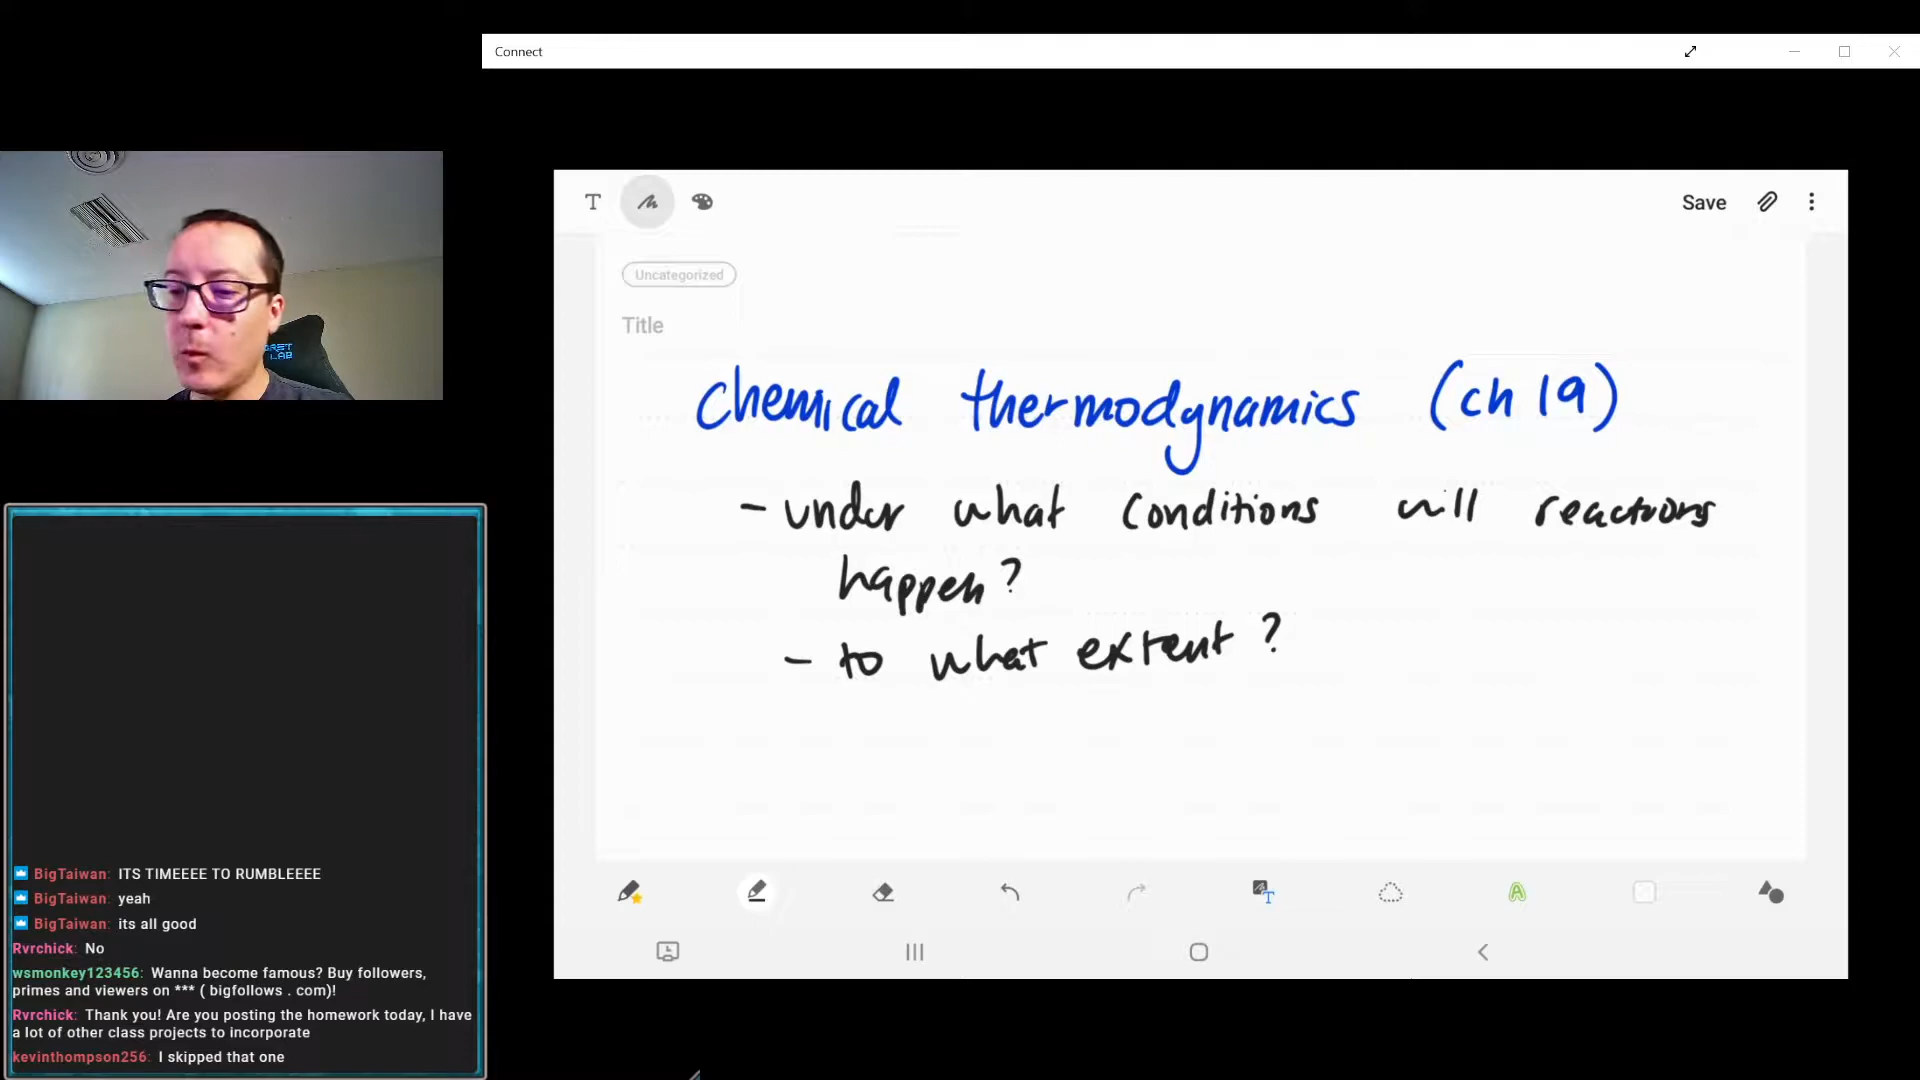 Connect
T
Save
Uncategorized
Title
Chemical thermodynamics (ch 19)
- under what conditions will reactions
happen?
- to what extent?
BigTaiwan: ITS TIMEEEE TO RUMBLEEEE
BigTaiwan: yeah
BigTaiwan: its all good
Rvrchick: No
wsmonkey123456: Wanna become famous? Buy followers,
primes and viewers on *** ( bigfollows . com)!
Rvrchick: Thank you! Are you posting the homework today, I have
a lot of other class projects to incorporate
kevinthompson256: I skipped that one